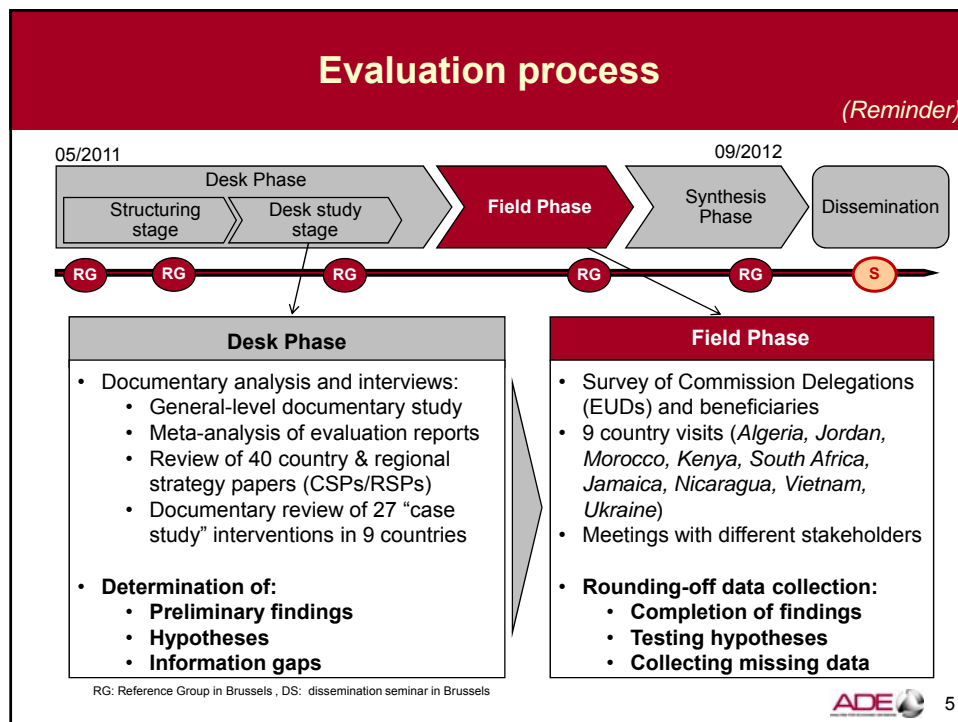 Evaluation process
(Reminder)
05/2011
09/2012
Desk Phase
Structuring
stage
Desk study
stage
Field Phase
Synthesis
Phase
Dissemination
RG
RG
RG
RG
RG
S
Desk Phase
• Documentary analysis and interviews:
• General-level documentary study
• Meta-analysis of evaluation reports
• Review of 40 country & regional
strategy papers (CSPs/RSPs)
• Documentary review of 27 “case
study” interventions in 9 countries
• Determination of:
• Preliminary findings
• Hypotheses
• Information gaps
Field Phase
• Survey of Commission Delegations
(EUDs) and beneficiaries
• 9 country visits (Algeria, Jordan,
Morocco, Kenya, South Africa,
Jamaica, Nicaragua, Vietnam,
Ukraine)
• Meetings with different stakeholders
• Rounding-off data collection:
• Completion of findings
• Testing hypotheses
• Collecting missing data
RG: Reference Group in Brussels , DS: dissemination seminar in Brussels
ADE
5